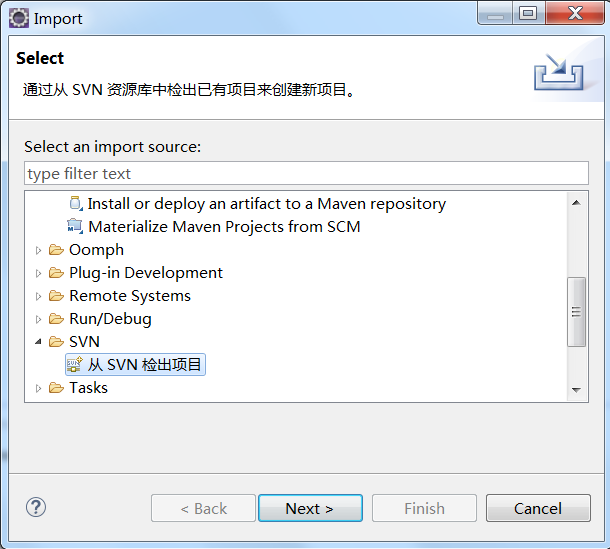 Import
Select
通过从 SVN 资源库中检出已有项目来创建新项目。
Select an import source:
type filter text
Install or deploy an artifact to a Maven repository
Materialize Maven Projects from SCM
Oomph
Plug-in Development
Remote Systems
Run/Debug
SVN
从 SVN 检出项目
Tasks
? < Back Next > Finish Cancel